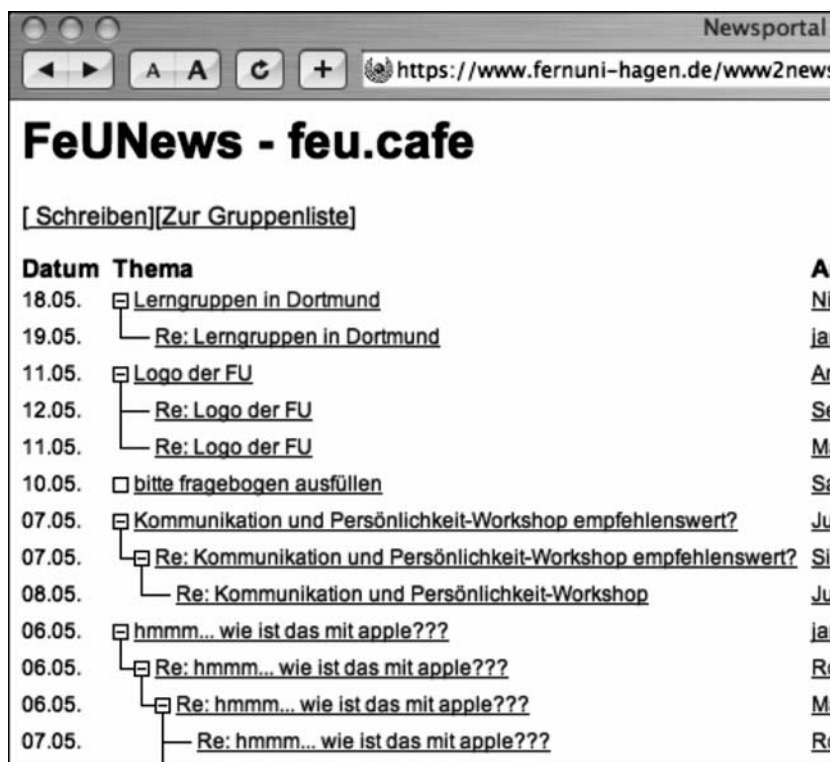 Newsportal
A A +
https://www.fernuni-hagen.de/www2news
FeUNews - feu.cafe
[ Schreiben][Zur Gruppenliste]
Datum Thema
18.05. Lerngruppen in Dortmund
19.05. Re: Lerngruppen in Dortmund
11.05. Logo der FU
12.05. Re: Logo der FU
11.05. Re: Logo der FU
10.05. bitte fragebogen ausfüllen
07.05. Kommunikation und Persönlichkeit-Workshop empfehlenswert?
07.05. Re: Kommunikation und Persönlichkeit-Workshop empfehlenswert?
08.05. Re: Kommunikation und Persönlichkeit-Workshop
06.05. hmmm... wie ist das mit apple???
06.05. Re: hmmm... wie ist das mit apple???
06.05. Re: hmmm... wie ist das mit apple???
07.05. Re: hmmm... wie ist das mit apple???